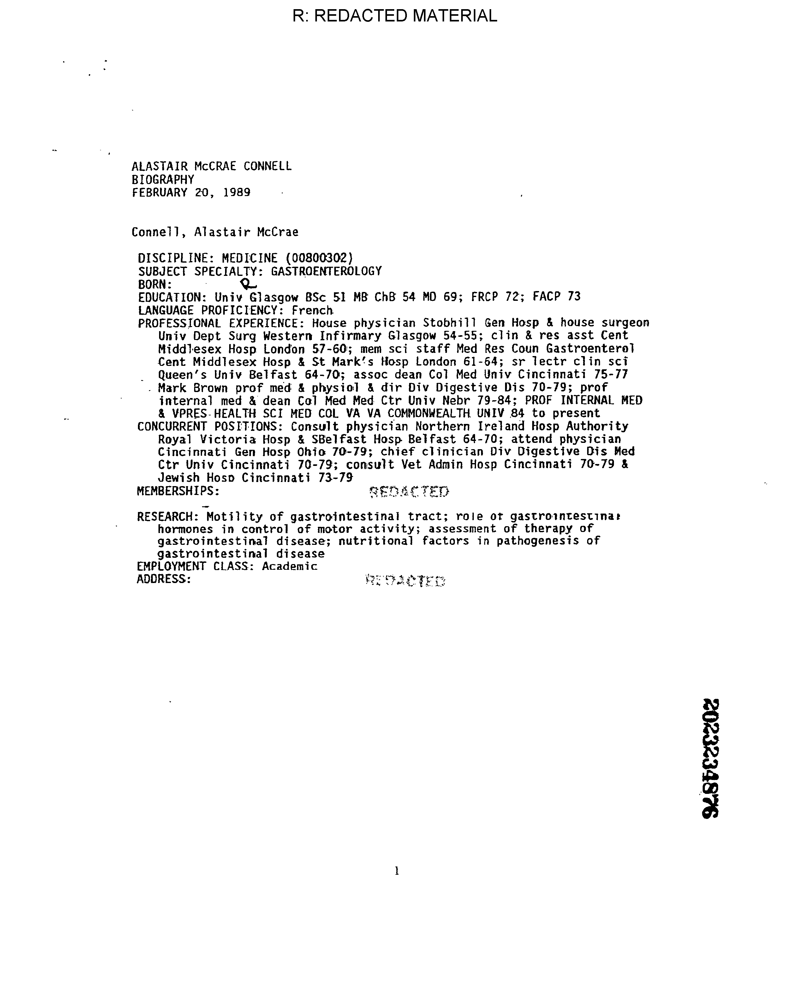 R: REDACTED MATERIAL
ALASTAIR McCRAE CONNELL
BIOGRAPHY
FEBRUARY 20, 1989
Connell, Alastair McCrae
DISCIPLINE: MEDICINE (00800302)
SUBJECT SPECIALTY: GASTROENTEROLOGY
BORN: R
EDUCATION: Univ Glasgow BSc 51 MB ChB 54 MD 69; FRCP 72; FACP 73
LANGUAGE PROFICIENCY: French
PROFESSIONAL EXPERIENCE: House physician Stobhill Gen Hosp & house surgeon
Univ Dept Surg Western Infirmary Glasgow 54-55; clin & res asst Cent
Middlesex Hosp London 57-60; mem sci staff Med Res Coun Gastroenterol
Cent Middlesex Hosp & St Mark's Hosp London 61-64; sr lectr clin sci
Queen's Univ Belfast 64-70; assoc dean Col Med Univ Cincinnati 75-77
Mark Brown prof med & physiol & dir Div Digestive Dis 70-79; prof
internal med & dean Col Med Med Ctr Univ Nebr 79-84; PROF INTERNAL MED
& VPRES HEALTH SCI MED COL VA VA COMMONWEALTH UNIV 84 to present
CONCURRENT POSITIONS: Consult physician Northern Ireland Hosp Authority
Royal Victoria Hosp & SBelfast Hosp Belfast 64-70; attend physician
Cincinnati Gen Hosp Ohio 70-79; chief clinician Div Digestive Dis Med
Ctr Univ Cincinnati 70-79; consult Vet Admin Hosp Cincinnati 70-79 &
Jewish Hosp Cincinnati 73-79
MEMBERSHIPS: REDACTED
RESEARCH: Motility of gastrointestinal tract; role of gastrointestinal
hormones in control of motor activity; assessment of therapy of
gastrointestinal disease; nutritional factors in pathogenesis of
gastrointestinal disease
EMPLOYMENT CLASS: Academic
ADDRESS: REDACTED
2023234876
1